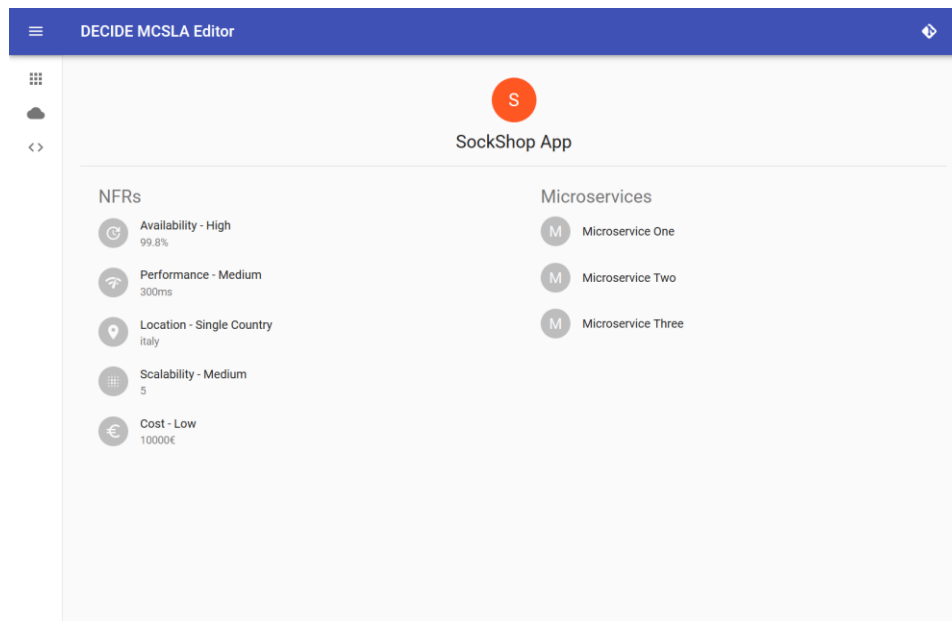 DECIDE MCSLA Editor
S
SockShop App
NFRs
Availability - High
99.8%
Performance - Medium
300ms
Location - Single Country
italy
Scalability - Medium
5
Cost - Low
€
10000€
Microservices
M
Microservice One
M
Microservice Two
M
Microservice Three